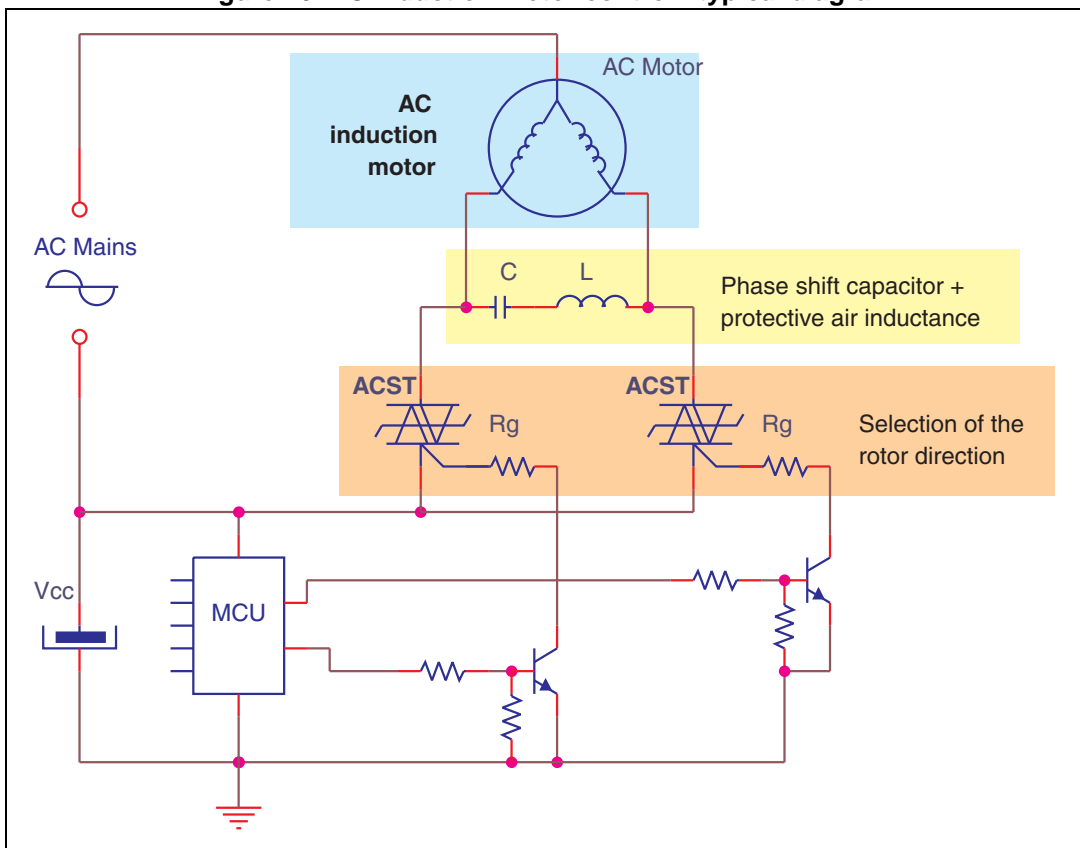 AC Motor
AC
induction
motor
AC Mains
C
L
Phase shift capacitor +
protective air inductance
ACST
ACST
Rg
Rg
Selection of the
rotor direction
Vcc
MCU